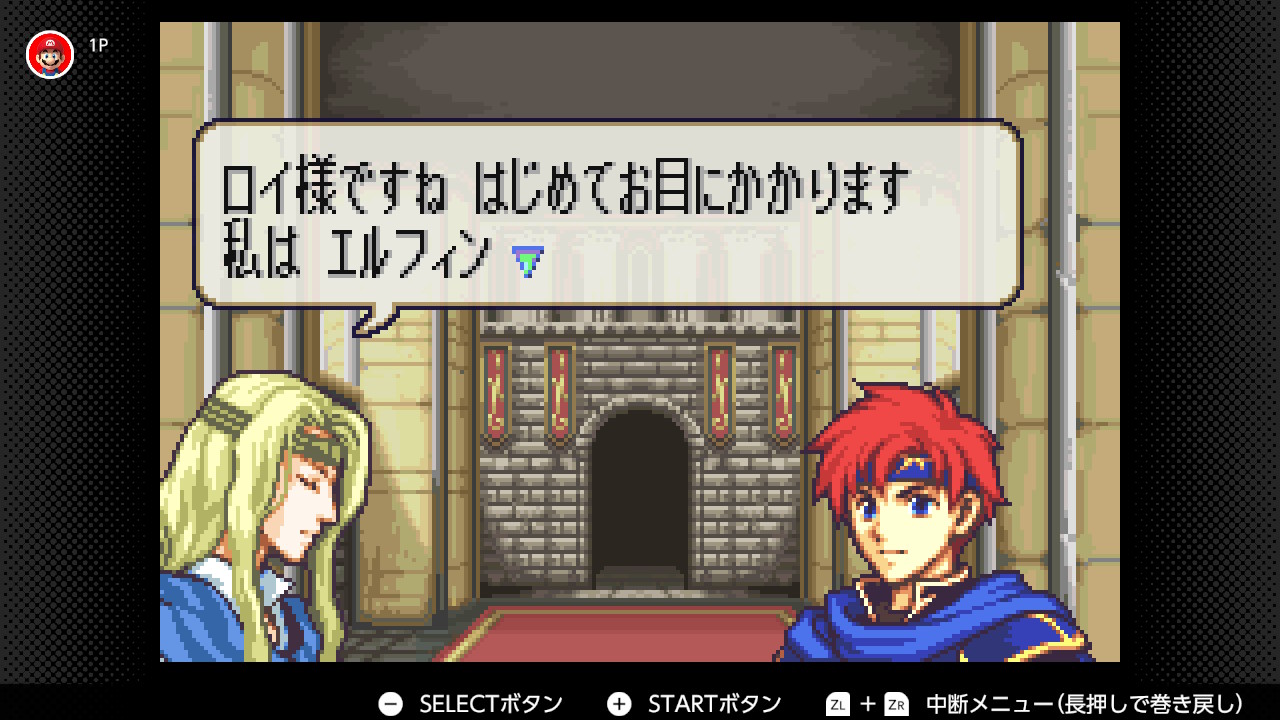 1P
ロイ様ですね はじめてお目にかかります
私は エルフィン
SELECTボタン
STARTボタン
ZL + ZR 中断メニュー(長押しで巻き戻し)